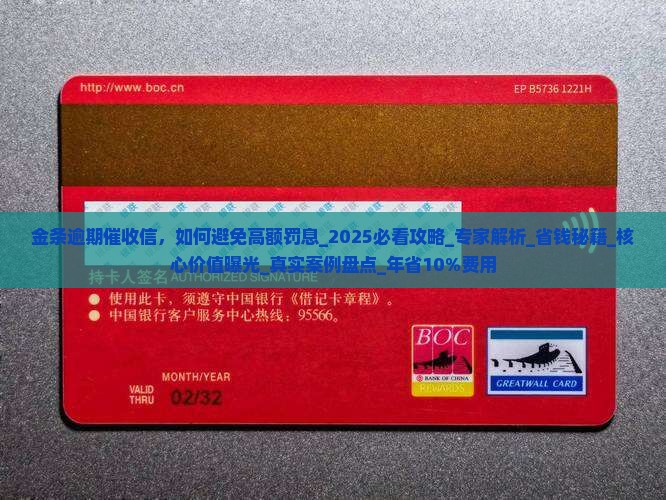 http://www.boc.cn
EP B5736 1221H
金条逾期催收信，如何避免高额罚息_2025必看攻略_专家解析_省钱秘籍_核
心价值曝光_真实案例盘点_年省10%费用
持卡人签名 AUTHORIZED SIGNATURE
使用此卡，须遵守中国银行《借记卡章程》。
中国银行客户服务中心热线：95566。
BOC
BANK OF CHINA
REWARDS
GREATWALL CARD
MONTH/YEAR
VALID
THRU 02/32